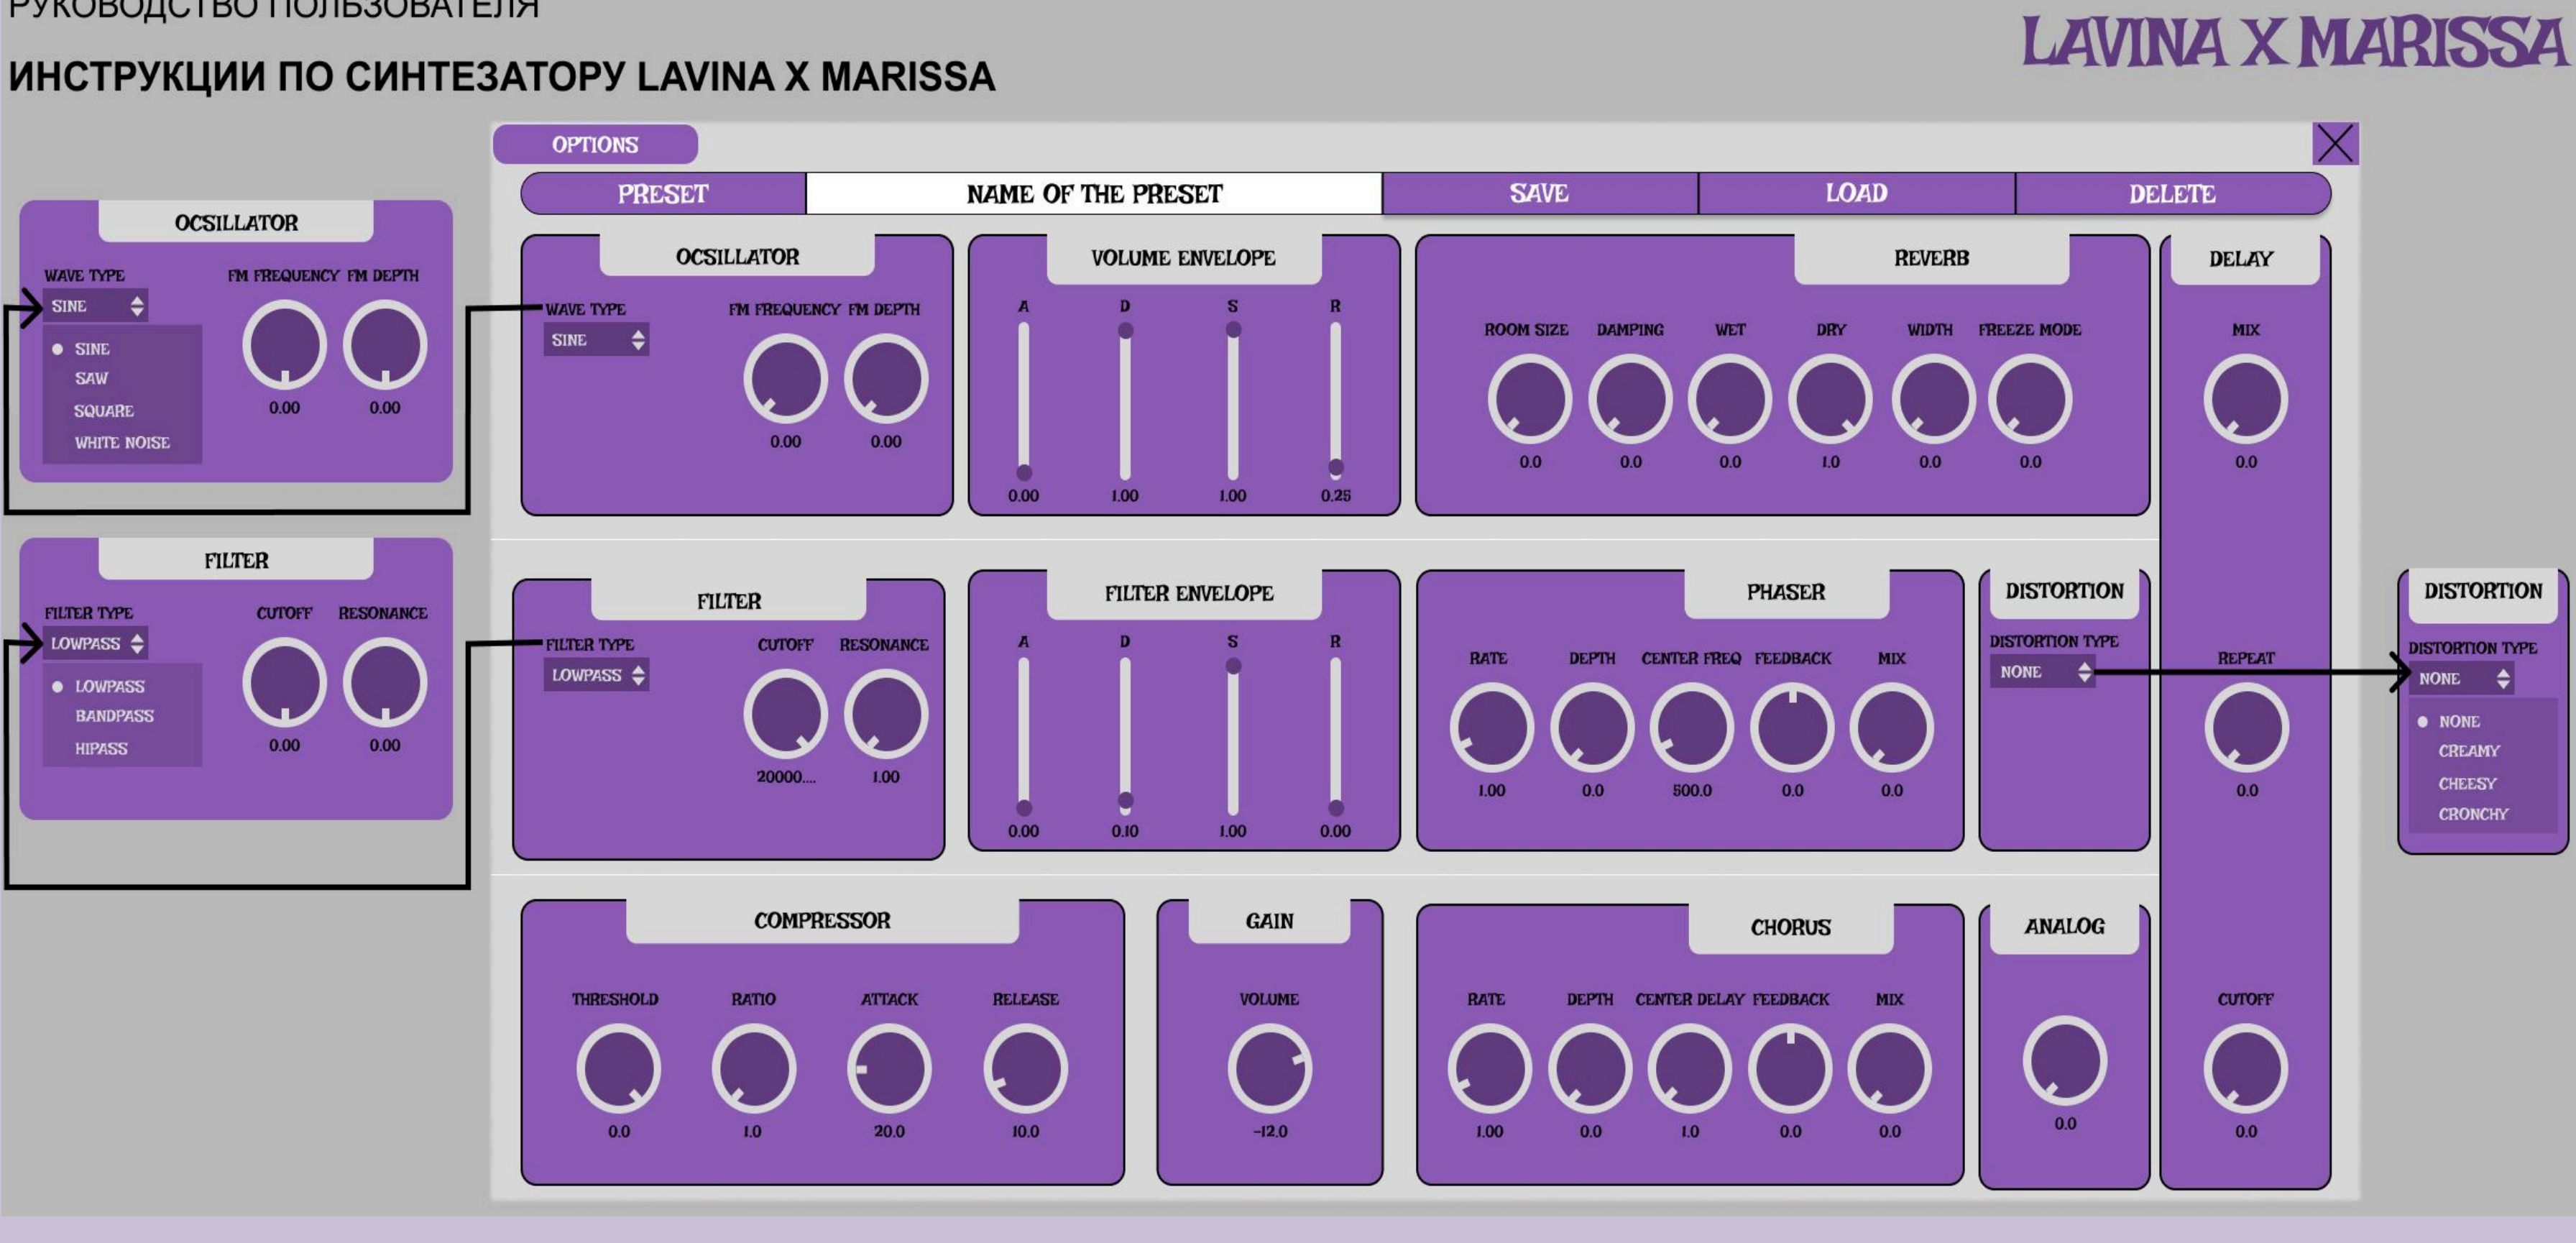 РУКОВОДСТВО ПОЛЬЗОВАТЕЛЯ
ИНСТРУКЦИИ ПО СИНТЕЗАТОРУ LAVINA X MARISSA
LAVINA X MARISSA
OCSILLATOR
WAVE TYPE FM FREQUENCY FM DEPTH
SINE
SINE
SAW
SQUARE
WHITE NOISE
0.00 0.00
FILTER
FILTER TYPE CUTOFF RESONANCE
LOWPASS
LOWPASS
BANDPASS
HIPASS
0.00 0.00
OPTIONS
PRESET NAME OF THE PRESET SAVE LOAD DELETE
OCSILLATOR
WAVE TYPE FM FREQUENCY FM DEPTH
SINE
0.00 0.00
VOLUME ENVELOPE
A D S R
0.00 1.00 1.00 0.25
REVERB
ROOM SIZE DAMPING WET DRY WIDTH FREEZE MODE
0.0 0.0 0.0 1.0 0.0 0.0
DELAY
MIX
0.0
REPEAT
0.0
CUTOFF
0.0
FILTER
FILTER TYPE CUTOFF RESONANCE
LOWPASS
20000.... 1.00
FILTER ENVELOPE
A D S R
0.00 0.10 1.00 0.00
PHASER
RATE DEPTH CENTER FREQ FEEDBACK MIX
1.00 0.0 500.0 0.0 0.0
DISTORTION
DISTORTION TYPE
NONE
COMPRESSOR
THRESHOLD RATIO ATTACK RELEASE
0.0 1.0 20.0 10.0
GAIN
VOLUME
-12.0
CHORUS
RATE DEPTH CENTER DELAY FEEDBACK MIX
1.00 0.0 1.0 0.0 0.0
ANALOG
0.0
DISTORTION
DISTORTION TYPE
NONE
NONE
CREAMY
CHEESY
CRONCHY